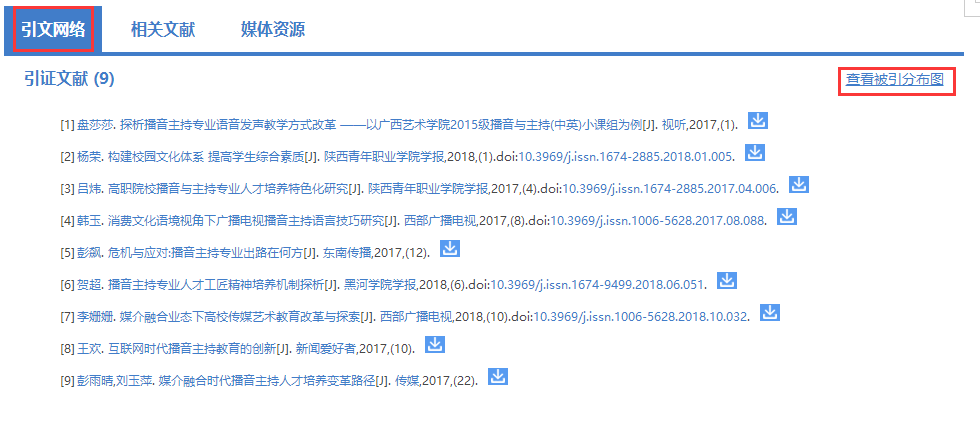 引文网络 相关文献 媒体资源
引证文献 (9) 查看被引分布图
[1] 盘莎莎. 探析播音主持专业语音发声教学方式改革 ——以广西艺术学院2015级播音与主持(中英)小课组为例[J]. 视听,2017,(1).
[2] 杨荣. 构建校园文化体系 提高学生综合素质[J]. 陕西青年职业学院学报,2018,(1).doi:10.3969/j.issn.1674-2885.2018.01.005.
[3] 吕炜. 高职院校播音与主持专业人才培养特色化研究[J]. 陕西青年职业学院学报,2017,(4).doi:10.3969/j.issn.1674-2885.2017.04.006.
[4] 韩玉. 消费文化语境视角下广播电视播音主持语言技巧研究[J]. 西部广播电视,2017,(8).doi:10.3969/j.issn.1006-5628.2017.08.088.
[5] 彭飙. 危机与应对:播音主持专业出路在何方[J]. 东南传播,2017,(12).
[6] 贺超. 播音主持专业人才工匠精神培养机制探析[J]. 黑河学院学报,2018,(6).doi:10.3969/j.issn.1674-9499.2018.06.051.
[7] 李姗姗. 媒介融合业态下高校传媒艺术教育改革与探索[J]. 西部广播电视,2018,(10).doi:10.3969/j.issn.1006-5628.2018.10.032.
[8] 王欢. 互联网时代播音主持教育的创新[J]. 新闻爱好者,2017,(10).
[9] 彭雨晴,刘玉萍. 媒介融合时代播音主持人才培养变革路径[J]. 传媒,2017,(22).